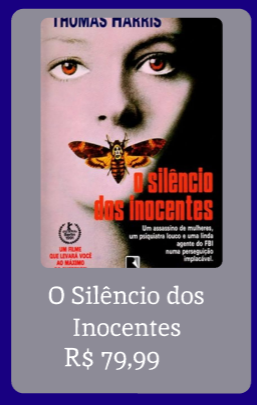 THOMAS HARRIS
o silêncio
dos inocentes
Um assassino de mulheres,
um psiquiatra louco e uma linda
agente do FBI
numa perseguição
implacável.
UM FILME
QUE LEVARÁ VOCÊ
AO MÁXIMO
O Silêncio dos
Inocentes
R$ 79,99